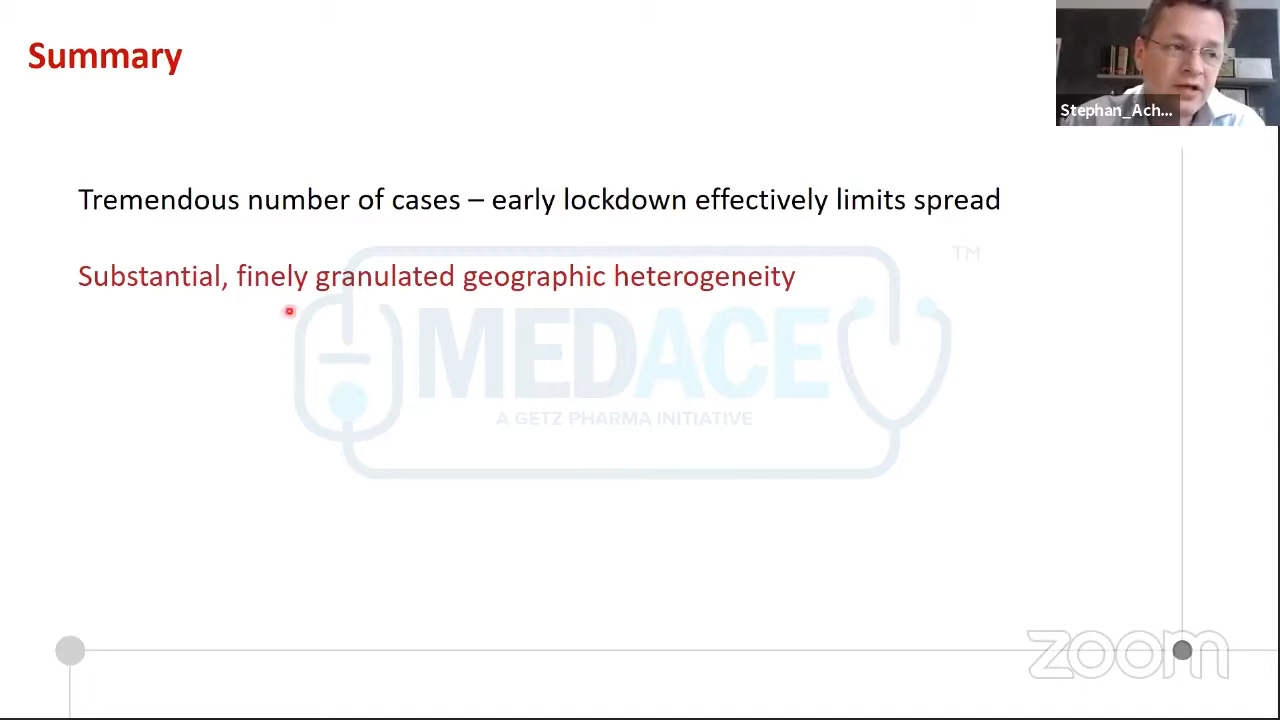 Summary
Stephan_Ach...
Tremendous number of cases – early lockdown effectively limits spread
Substantial, finely granulated geographic heterogeneity
TM
MEDACE
A GETZ PHARMA INITIATIVE
zoom